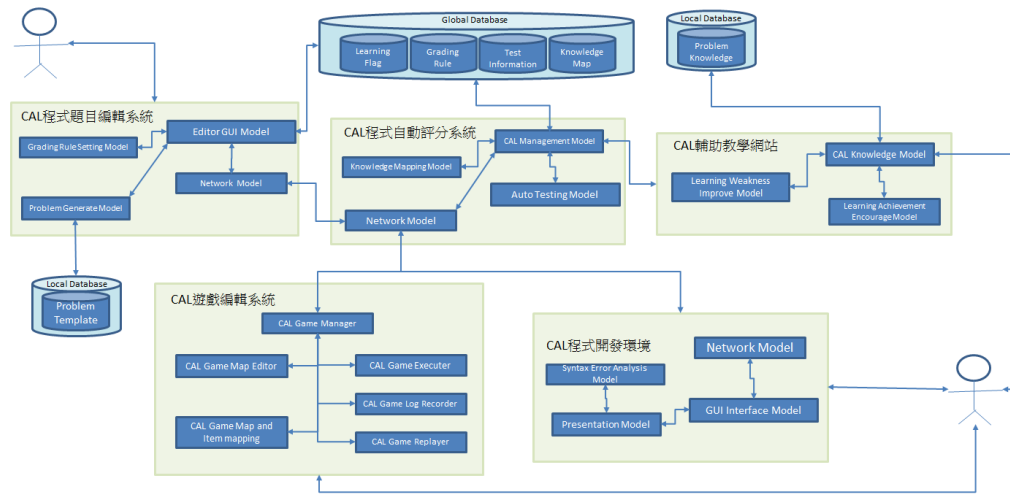 Global Database
Learning
Flag
Grading
Rule
Test
Information
Knowledge
Map
Local Database
Problem
Knowledge
CAL程式題目編輯系統
Editor GUI Model
Grading Rule Setting Model
Network Model
Problem Generate Model
Local Database
Problem
Template
CAL程式自動評分系統
CAL Management Model
Knowledge Mapping Model
Auto Testing Model
Network Model
CAL輔助教學網站
CAL Knowledge Model
Learning Weakness
Improve Model
Learning Achievement
Encourage Model
CAL遊戲編輯系統
CAL Game Manager
CAL Game Map Editor
CAL Game Executer
CAL Game Log Recorder
CAL Game Map and
Item mapping
CAL Game Replayer
CAL程式開發環境
Network Model
Syntax Error Analysis
Model
GUI Interface Model
Presentation Model